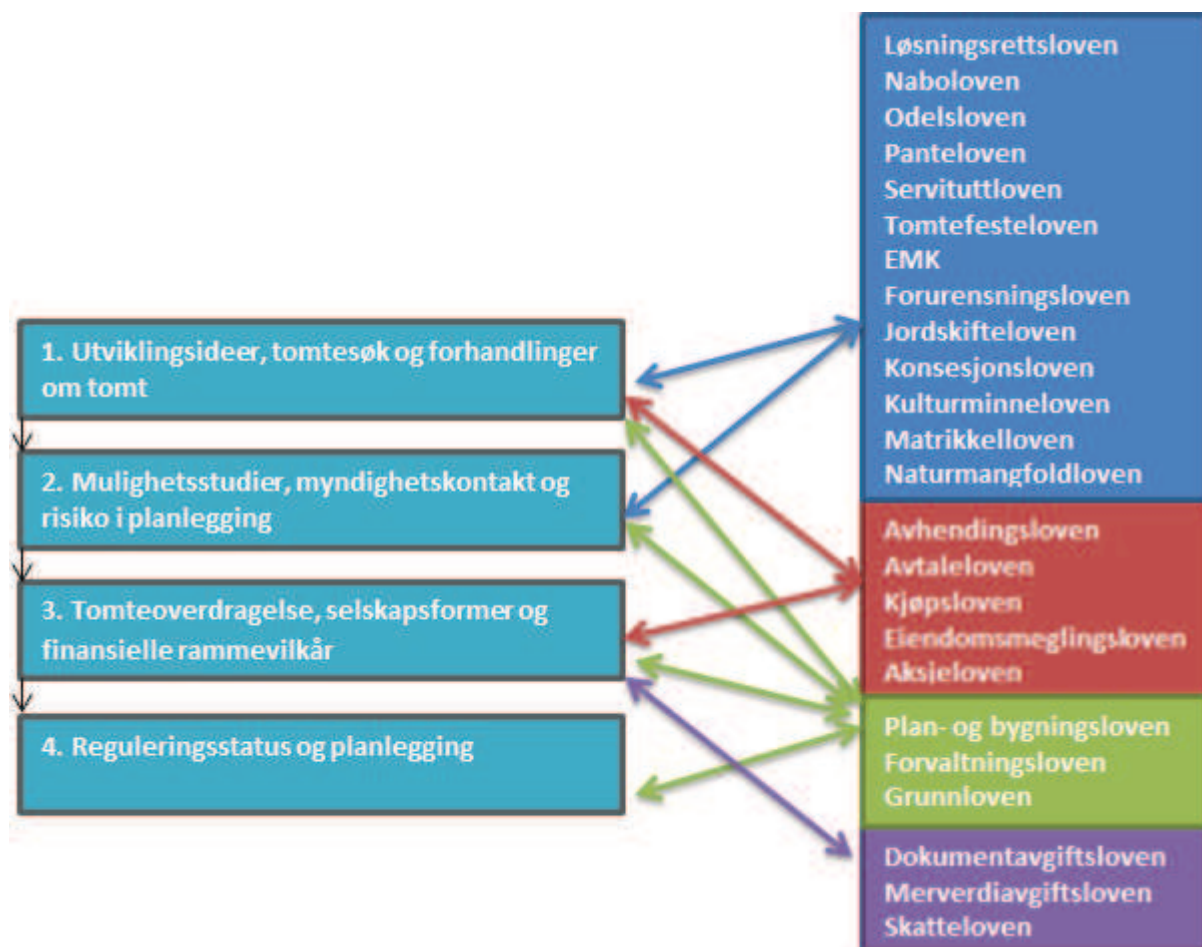 1. Utviklingsideer, tomtesøk og forhandlinger
om tomt
2. Mulighetsstudier, myndighetskontakt og
risiko i planlegging
3. Tomteoverdragelse, selskapsformer og
finansielle rammevilkår
4. Reguleringsstatus og planlegging
Løsningsrettsloven
Naboloven
Odelsloven
Panteloven
Servituttloven
Tomtefesteloven
EMK
Forurensningsloven
Jordskifteloven
Konsesjonsloven
Kulturminneloven
Matrikkelloven
Naturmangfoldloven
Avhendingsloven
Avtaleloven
Kjøpsloven
Eiendomsmeglingsloven
Aksjeloven
Plan- og bygningsloven
Forvaltningsloven
Grunnloven
Dokumentavgiftsloven
Merverdiavgiftsloven
Skatteloven